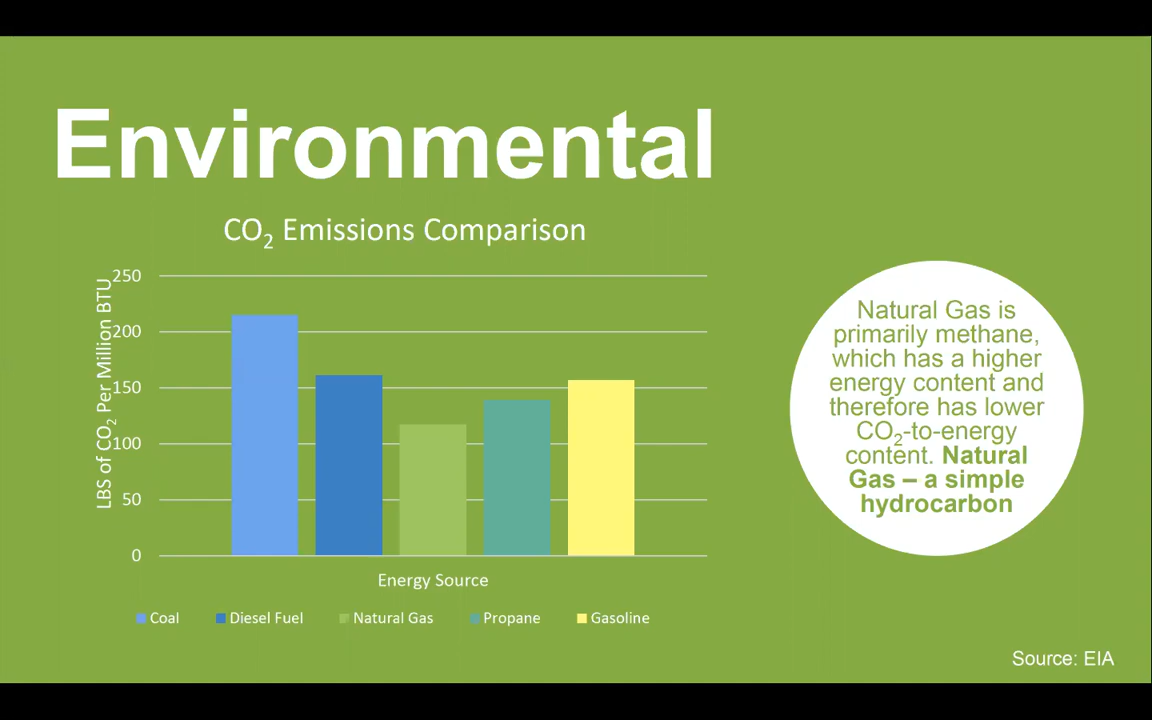 Environmental
CO₂ Emissions Comparison
LBS of CO₂ Per Million BTU
250
200
150
100
50
0
Energy Source
Coal
Diesel Fuel
Natural Gas
Propane
Gasoline
Natural Gas is
primarily methane,
which has a higher
energy content and
therefore has lower
CO₂-to-energy
content. Natural
Gas – a simple
hydrocarbon
Source: EIA